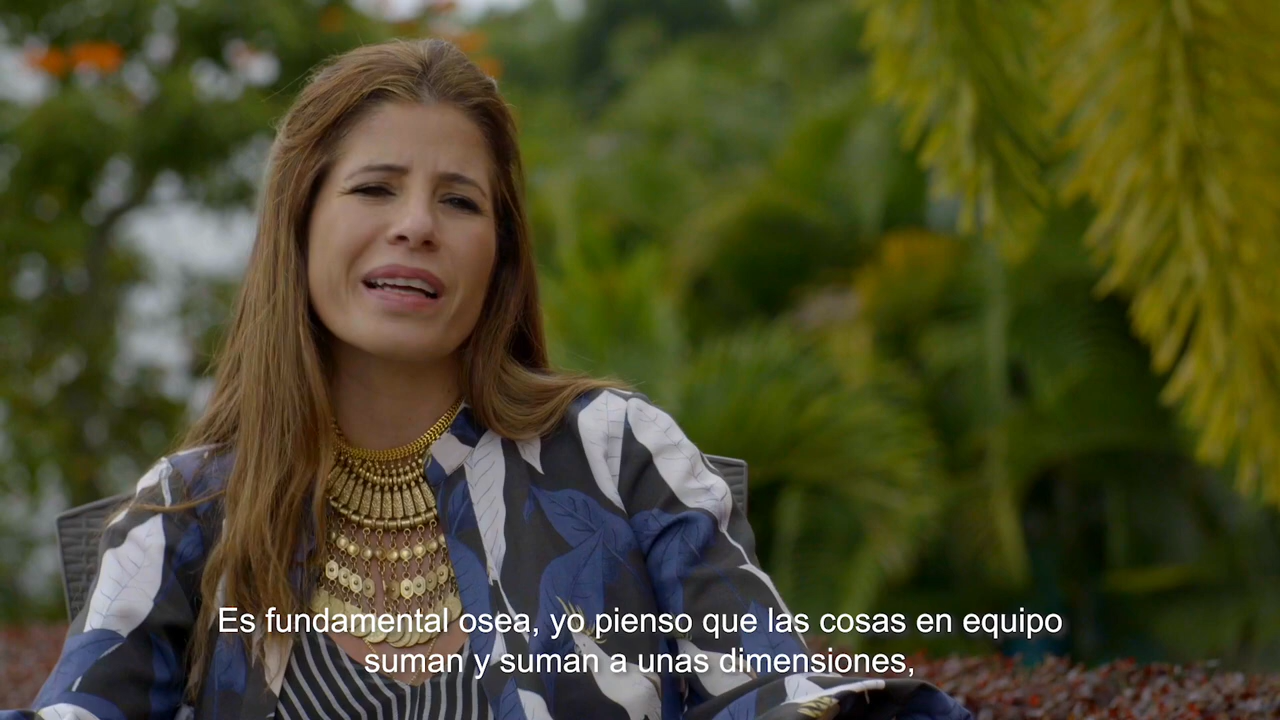 Es fundamental osea, yo pienso que las cosas en equipo
suman y suman a unas dimensiones,